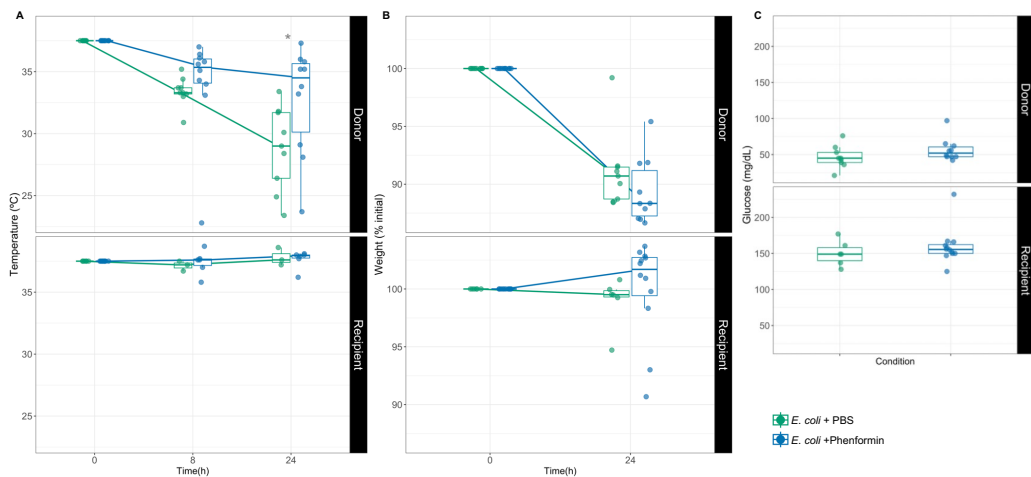 A
B
C
35
30
25
Donor
35
30
25
Recipient
Temperature (ºC)
0
8
24
Time(h)
*
100
95
90
Donor
100
95
90
85
Recipient
Weight (% initial)
0
24
Time(h)
200
150
100
50
Donor
200
150
100
50
Recipient
Glucose (mg/dL)
Condition
E. coli + PBS
E. coli +Phenformin